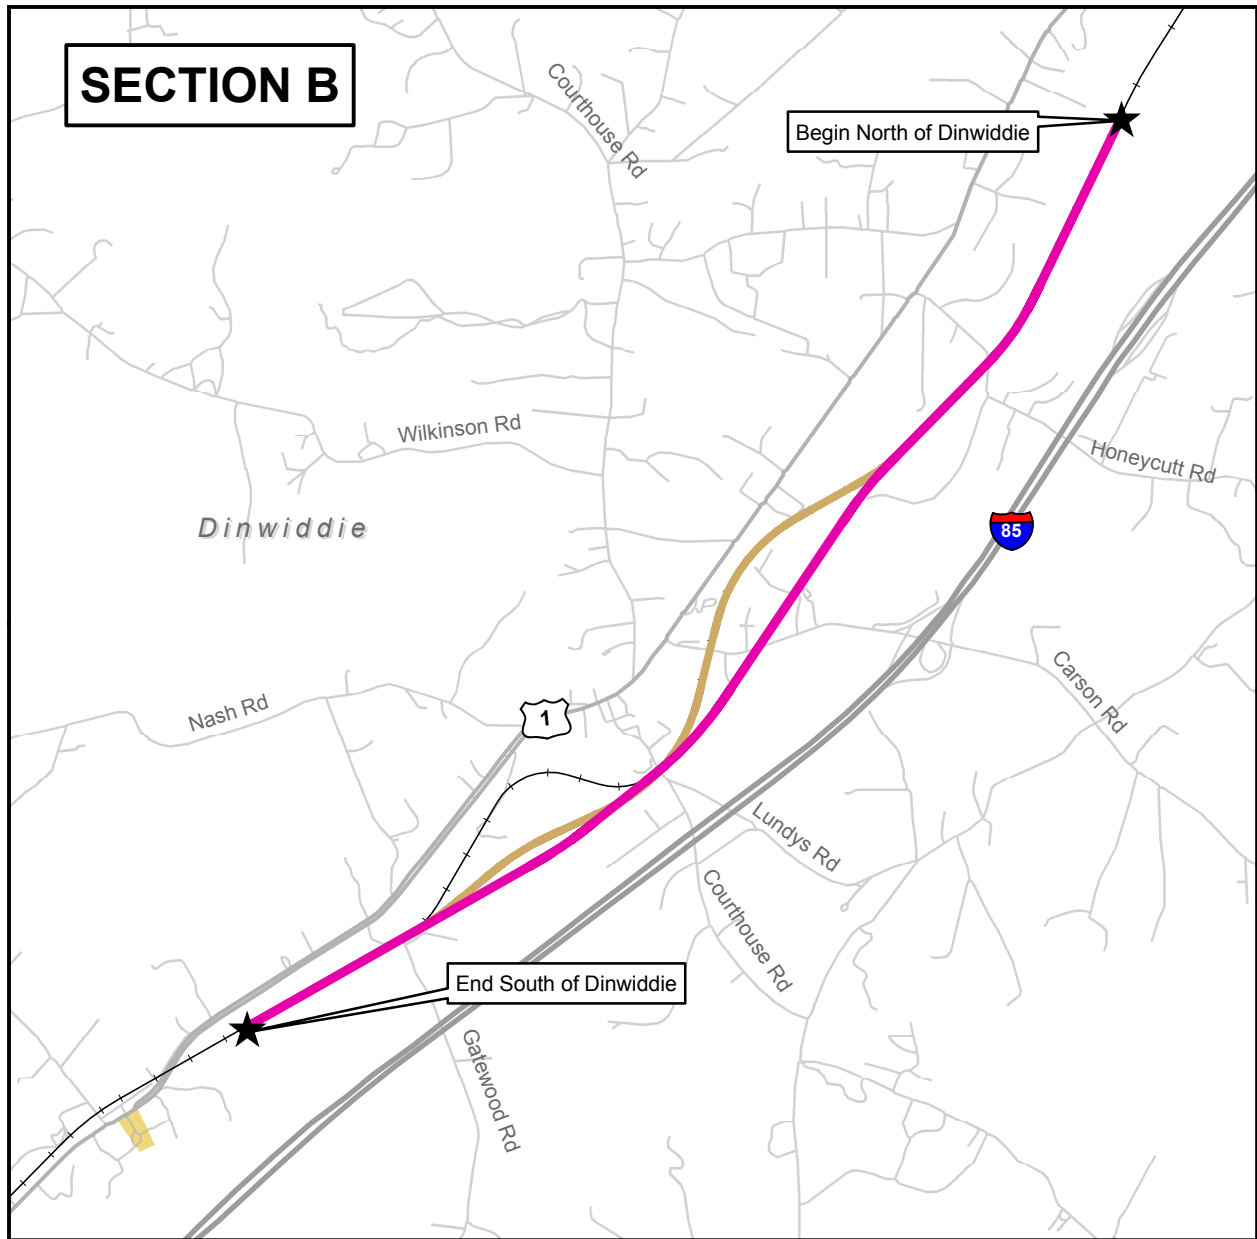 SECTION B
Courthouse Rd
Begin North of Dinwiddie
Wilkinson Rd
Honeycutt Rd
Dinwiddie
85
Carson Rd
Nash Rd
1
Lundys Rd
Courthouse Rd
End South of Dinwiddie
Gatewood Rd